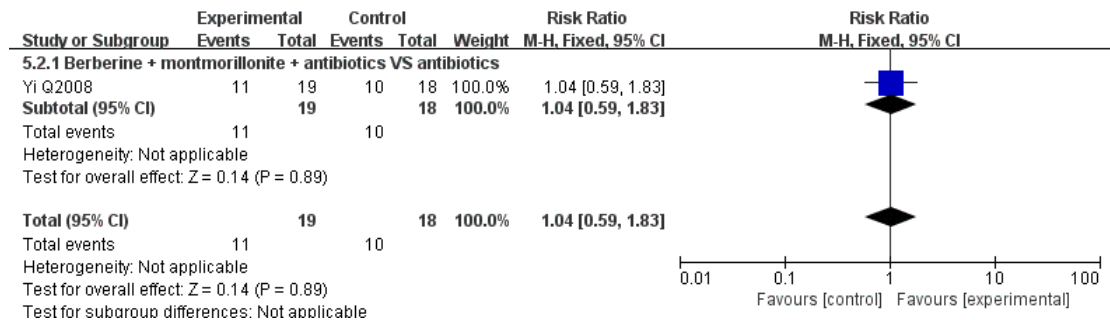 Experimental Control Risk Ratio Risk Ratio
Study or Subgroup Events Total Events Total Weight M-H, Fixed, 95% CI M-H, Fixed, 95% CI
5.2.1 Berberine + montmorillonite + antibiotics VS antibiotics
Yi Q2008 11 19 10 18 100.0% 1.04 [0.59, 1.83]
Subtotal (95% CI) 19 18 100.0% 1.04 [0.59, 1.83]
Total events 11 10
Heterogeneity: Not applicable
Test for overall effect: Z = 0.14 (P = 0.89)
Total (95% CI) 19 18 100.0% 1.04 [0.59, 1.83]
Total events 11 10
Heterogeneity: Not applicable
Test for overall effect: Z = 0.14 (P = 0.89)
Test for subgroup differences: Not applicable
0.01 0.1 1 10 100
Favours [control] Favours [experimental]